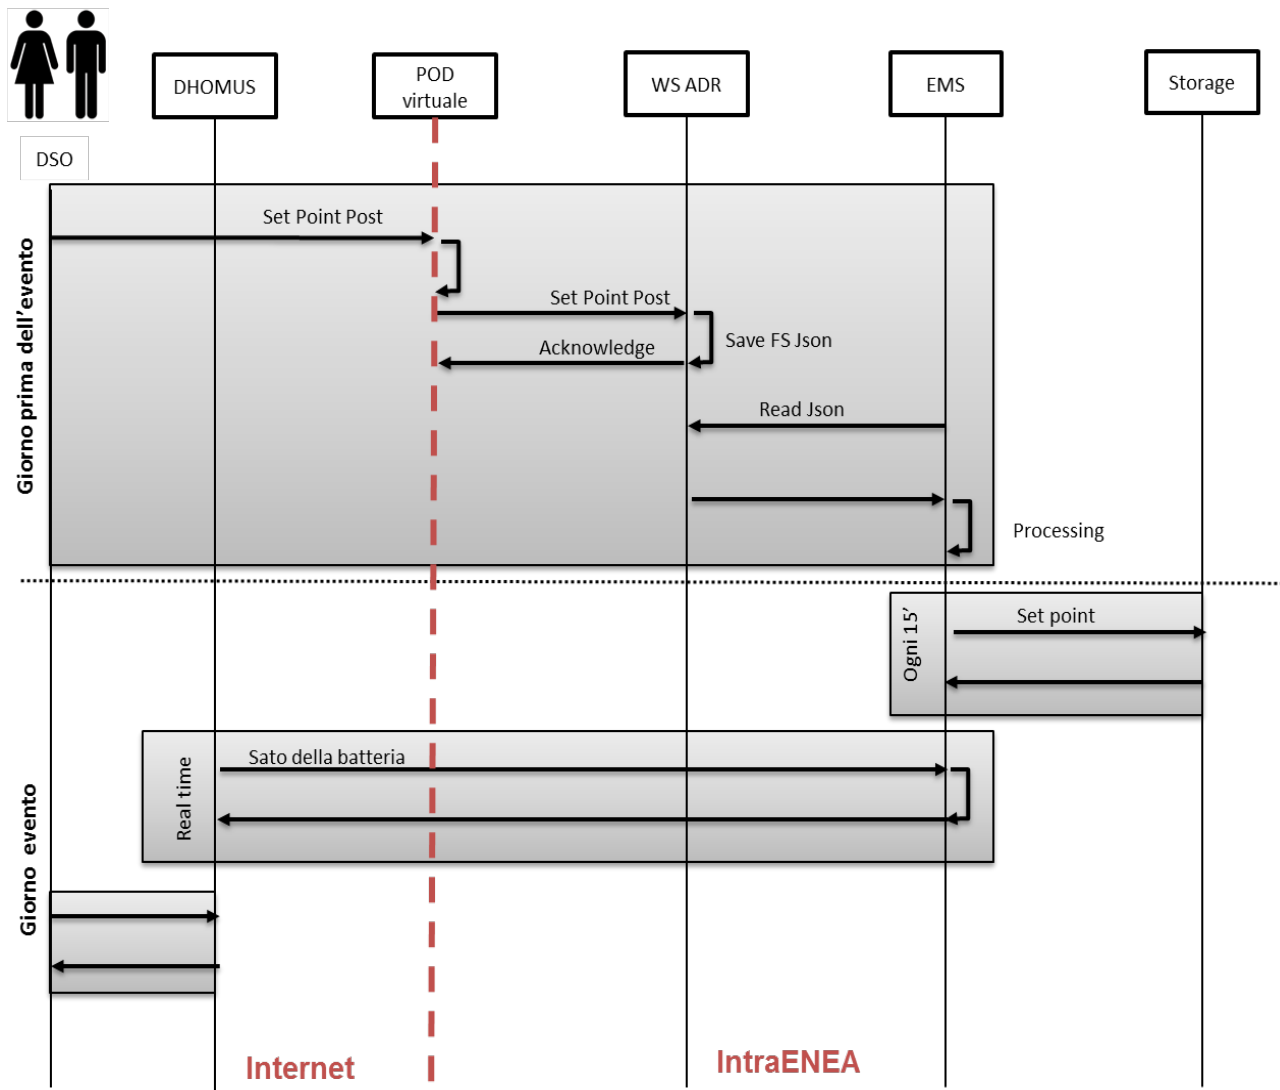 DHOMUS
POD
virtuale
WS ADR
EMS
Storage
DSO
Giorno prima dell'evento
Set Point Post
Set Point Post
Save FS Json
Acknowledge
Read Json
Processing
Ogni 15'
Set point
Giorno evento
Real time
Sato della batteria
Internet
IntraENEA